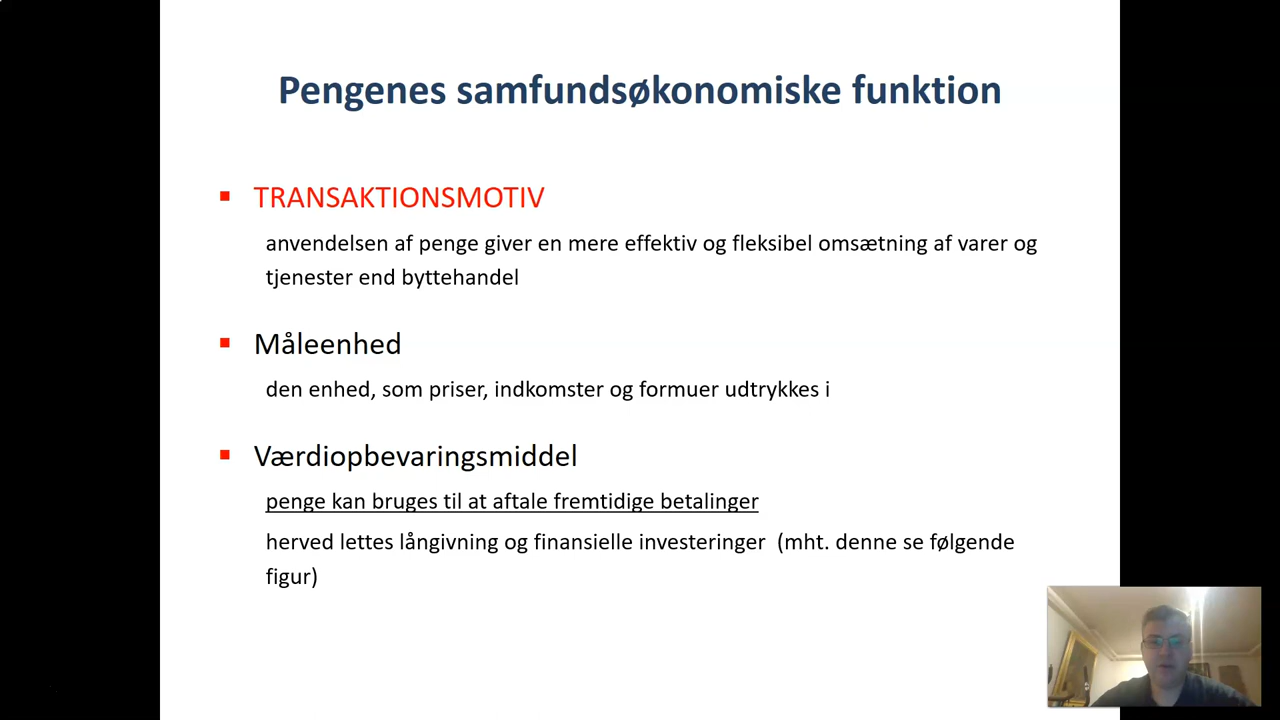 Pengenes samfundsøkonomiske funktion
TRANSAKTIONSMOTIV
anvendelsen af penge giver en mere effektiv og fleksibel omsætning af varer og
tjenester end byttehandel
Måleenhed
den enhed, som priser, indkomster og formuer udtrykkes i
Værdiopbevaringsmiddel
penge kan bruges til at aftale fremtidige betalinger
herved lettes långivning og finansielle investeringer (mht. denne se følgende
figur)